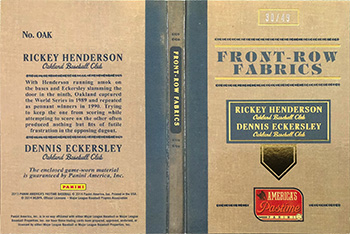 No. OAK
RICKEY HENDERSON
Oakland Baseball Club
With Henderson running amok on
the bases and Eckersley slamming the
door in the ninth, Oakland captured
the World Series in 1989 and repeated
as pennant winners in 1990. Trying
to keep the one from scoring while
attempting to score on the other often
produced nothing but fits of futile
frustration in the opposing dugout.
DENNIS ECKERSLEY
Oakland Baseball Club
The enclosed game-worn material
is guaranteed by Panini America, Inc.
PANINI
FRONT-ROW FABRICS
FRONT-ROW
FABRICS
RICKEY HENDERSON
Oakland Baseball Club
DENNIS ECKERSLEY
Oakland Baseball Club
AMERICA'S
Pastime